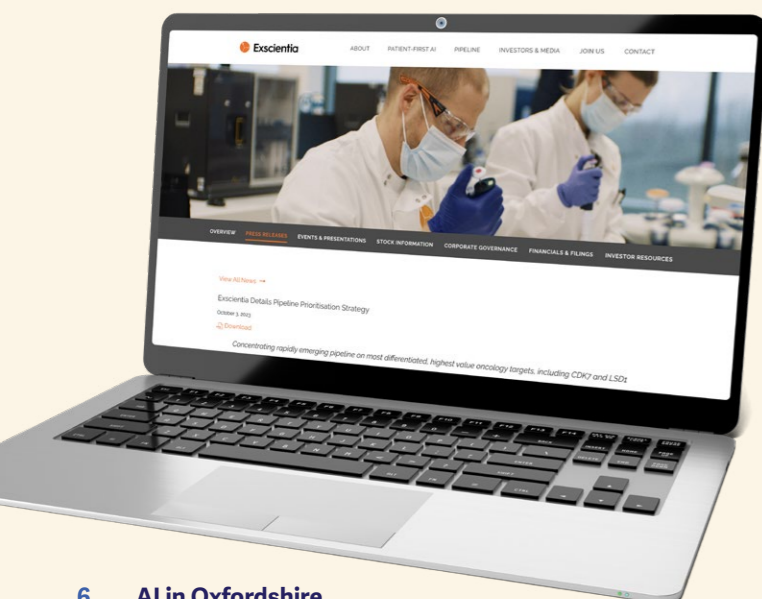 Exscientia
ABOUT PATIENT-FIRST AI PIPELINE INVESTORS & MEDIA JOIN US CONTACT
OVERVIEW PRESS RELEASES EVENTS & PRESENTATIONS STOCK INFORMATION CORPORATE GOVERNANCE FINANCIALS & FILINGS INVESTOR RESOURCES
View All News →
Exscientia Details Pipeline Prioritisation Strategy
October 3, 2023
Download
Concentrating rapidly emerging pipeline on most differentiated, highest value oncology targets, including CDK7 and LSD1
6 AI in Oxfordshire